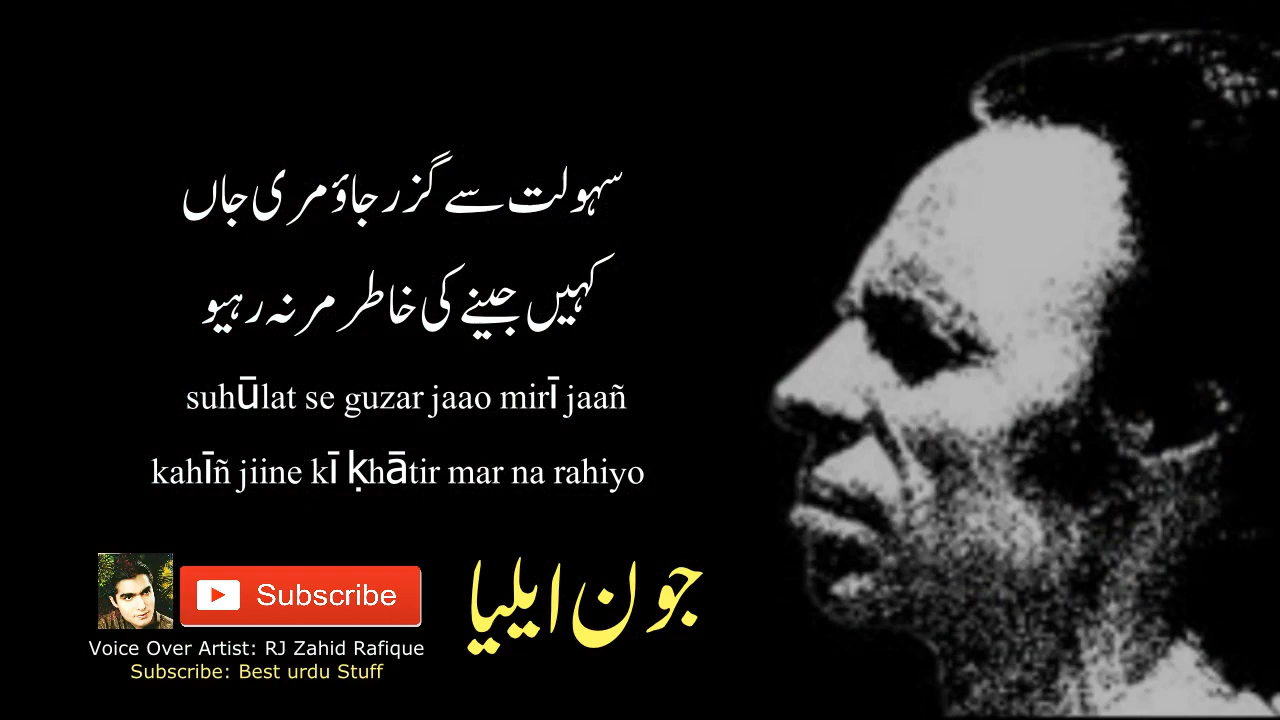 سہولت سے گزر جاؤ مری جاں
کہیں جینے کی خاطر مر نہ رہیو
suhūlat se guzar jaao mirī jaañ
kahīñ jiine kī ḳhātir mar na rahiyo
Subscribe
جون ایلیا
Voice Over Artist: RJ Zahid Rafique
Subscribe: Best urdu Stuff